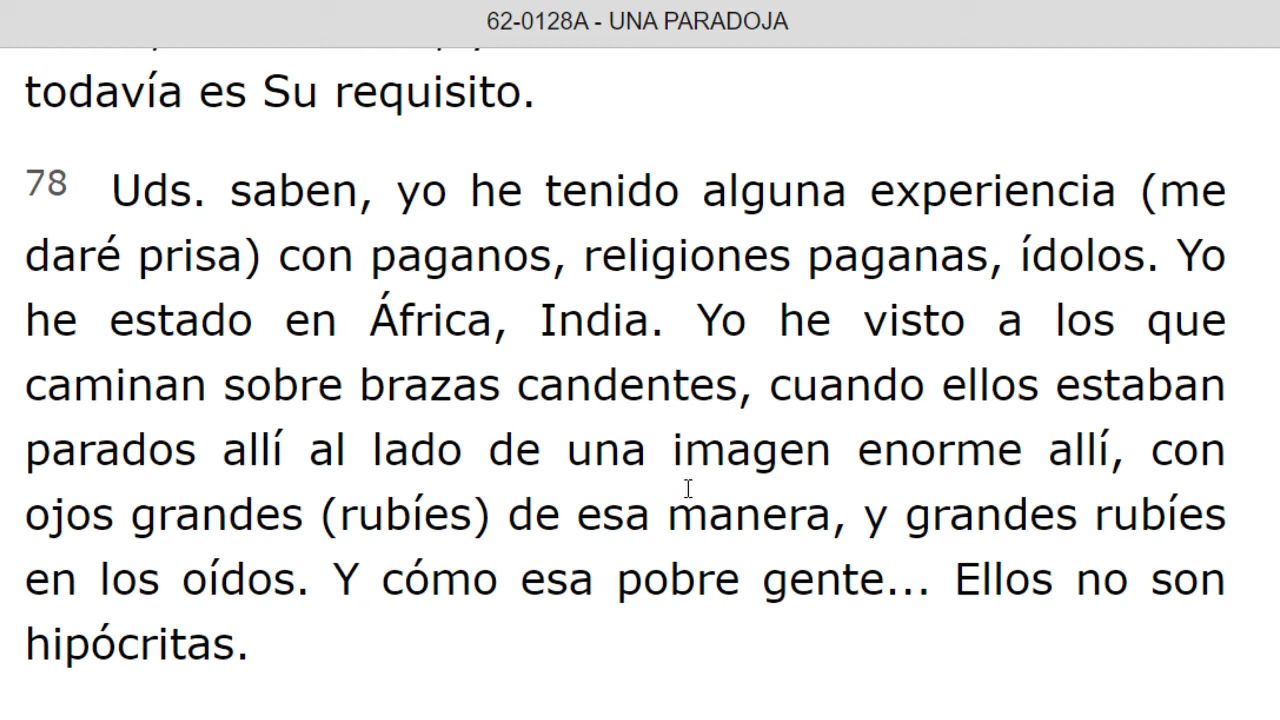 62-0128A - UNA PARADOJA
todavía es Su requisito.
78 Uds. saben, yo he tenido alguna experiencia (me
daré prisa) con paganos, religiones paganas, ídolos. Yo
he estado en África, India. Yo he visto a los que
caminan sobre brazas candentes, cuando ellos estaban
parados allí al lado de una imagen enorme allí, con
ojos grandes (rubíes) de esa manera, y grandes rubíes
en los oídos. Y cómo esa pobre gente... Ellos no son
hipócritas.